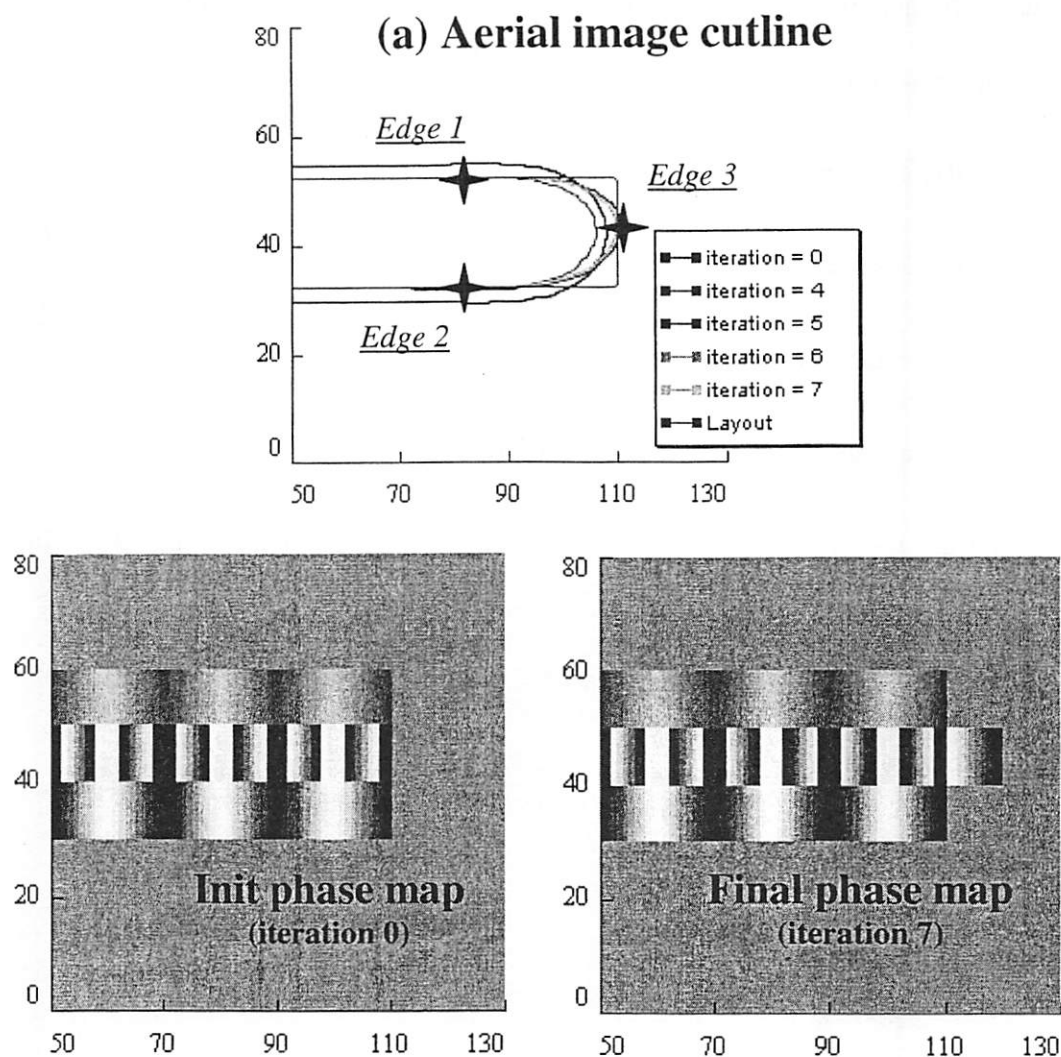 (a) Aerial image cutline
80
60
40
20
0
Edge 1
Edge 3
Edge 2
iteration = 0
iteration = 4
iteration = 5
iteration = 6
iteration = 7
Layout
50 70 90 110 130
80
60
40
20
0
Init phase map
(iteration 0)
50 70 90 110 130
80
60
40
20
0
Final phase map
(iteration 7)
50 70 90 110 130